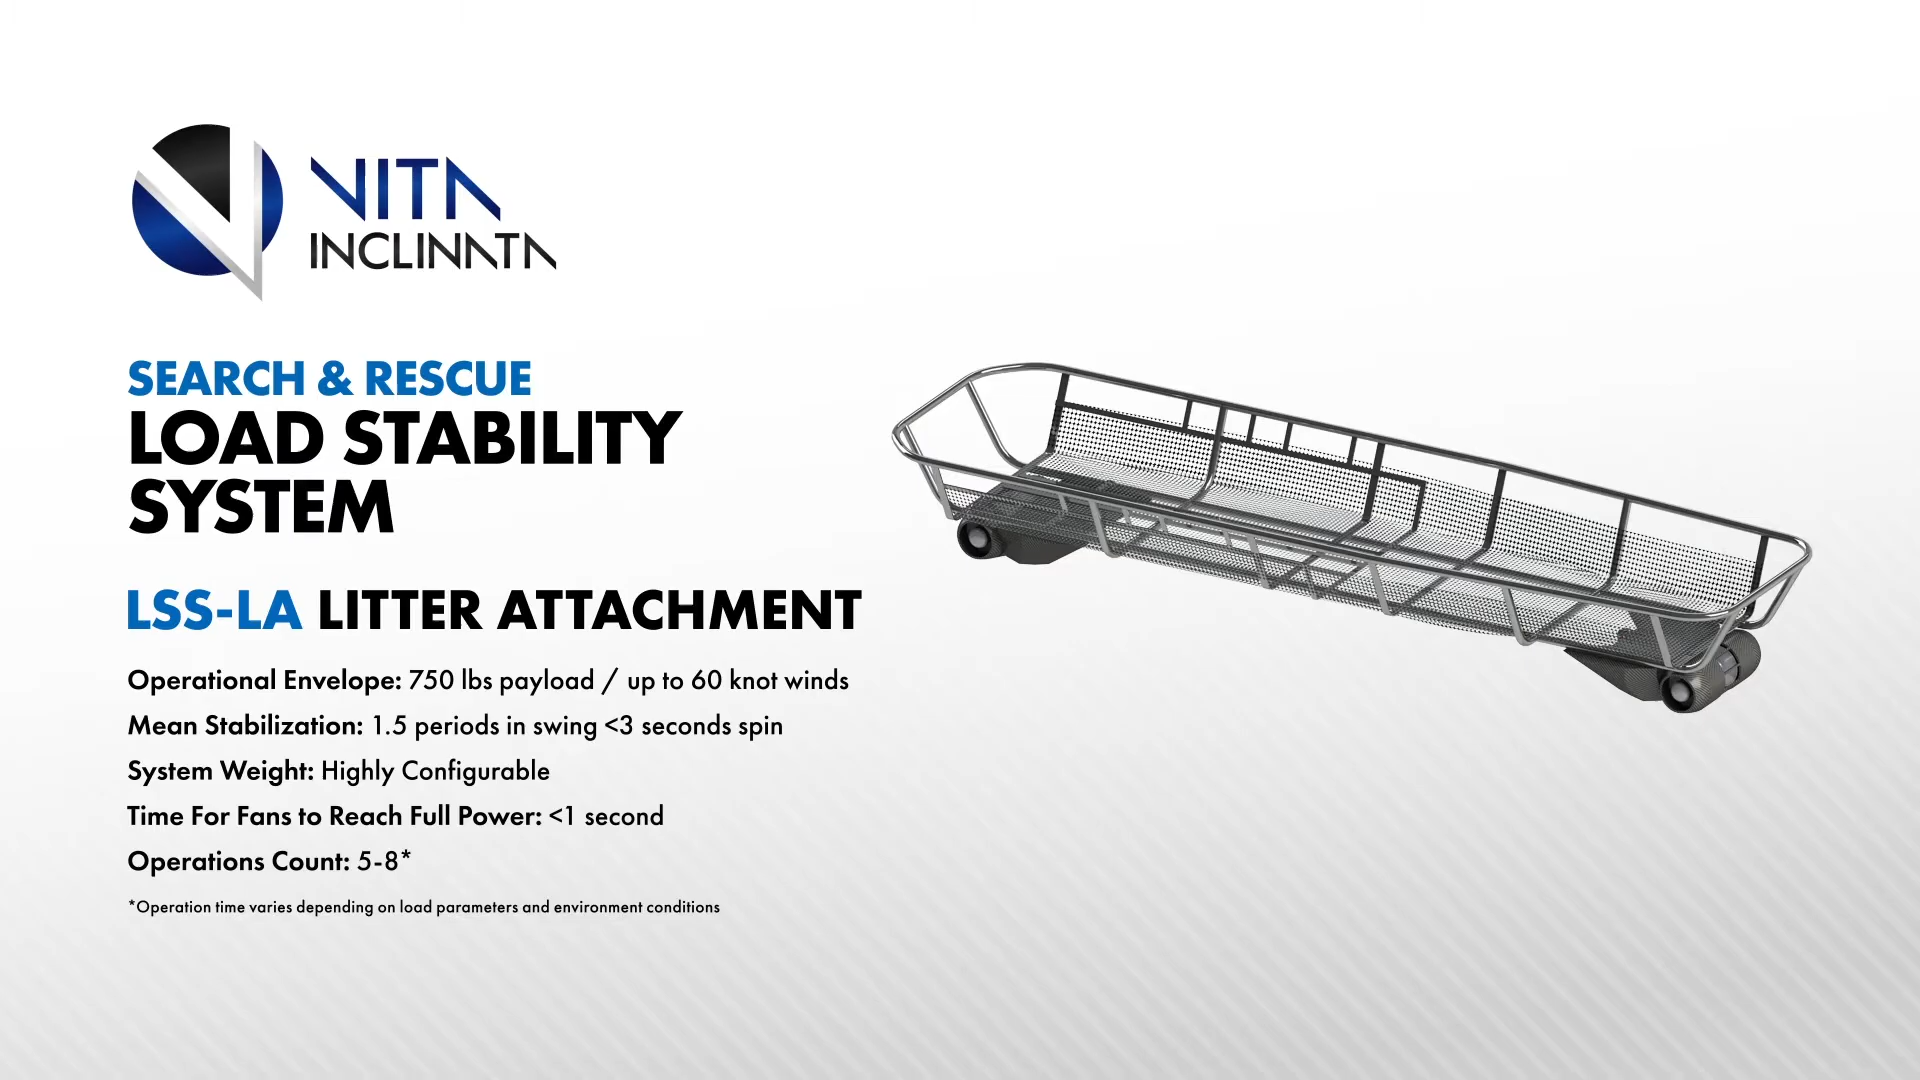 VITA
INCLINATA
SEARCH & RESCUE
LOAD STABILITY
SYSTEM
LSS-LA LITTER ATTACHMENT
Operational Envelope: 750 lbs payload / up to 60 knot winds
Mean Stabilization: 1.5 periods in swing <3 seconds spin
System Weight: Highly Configurable
Time For Fans to Reach Full Power: <1 second
Operations Count: 5-8*
*Operation time varies depending on load parameters and environment conditions